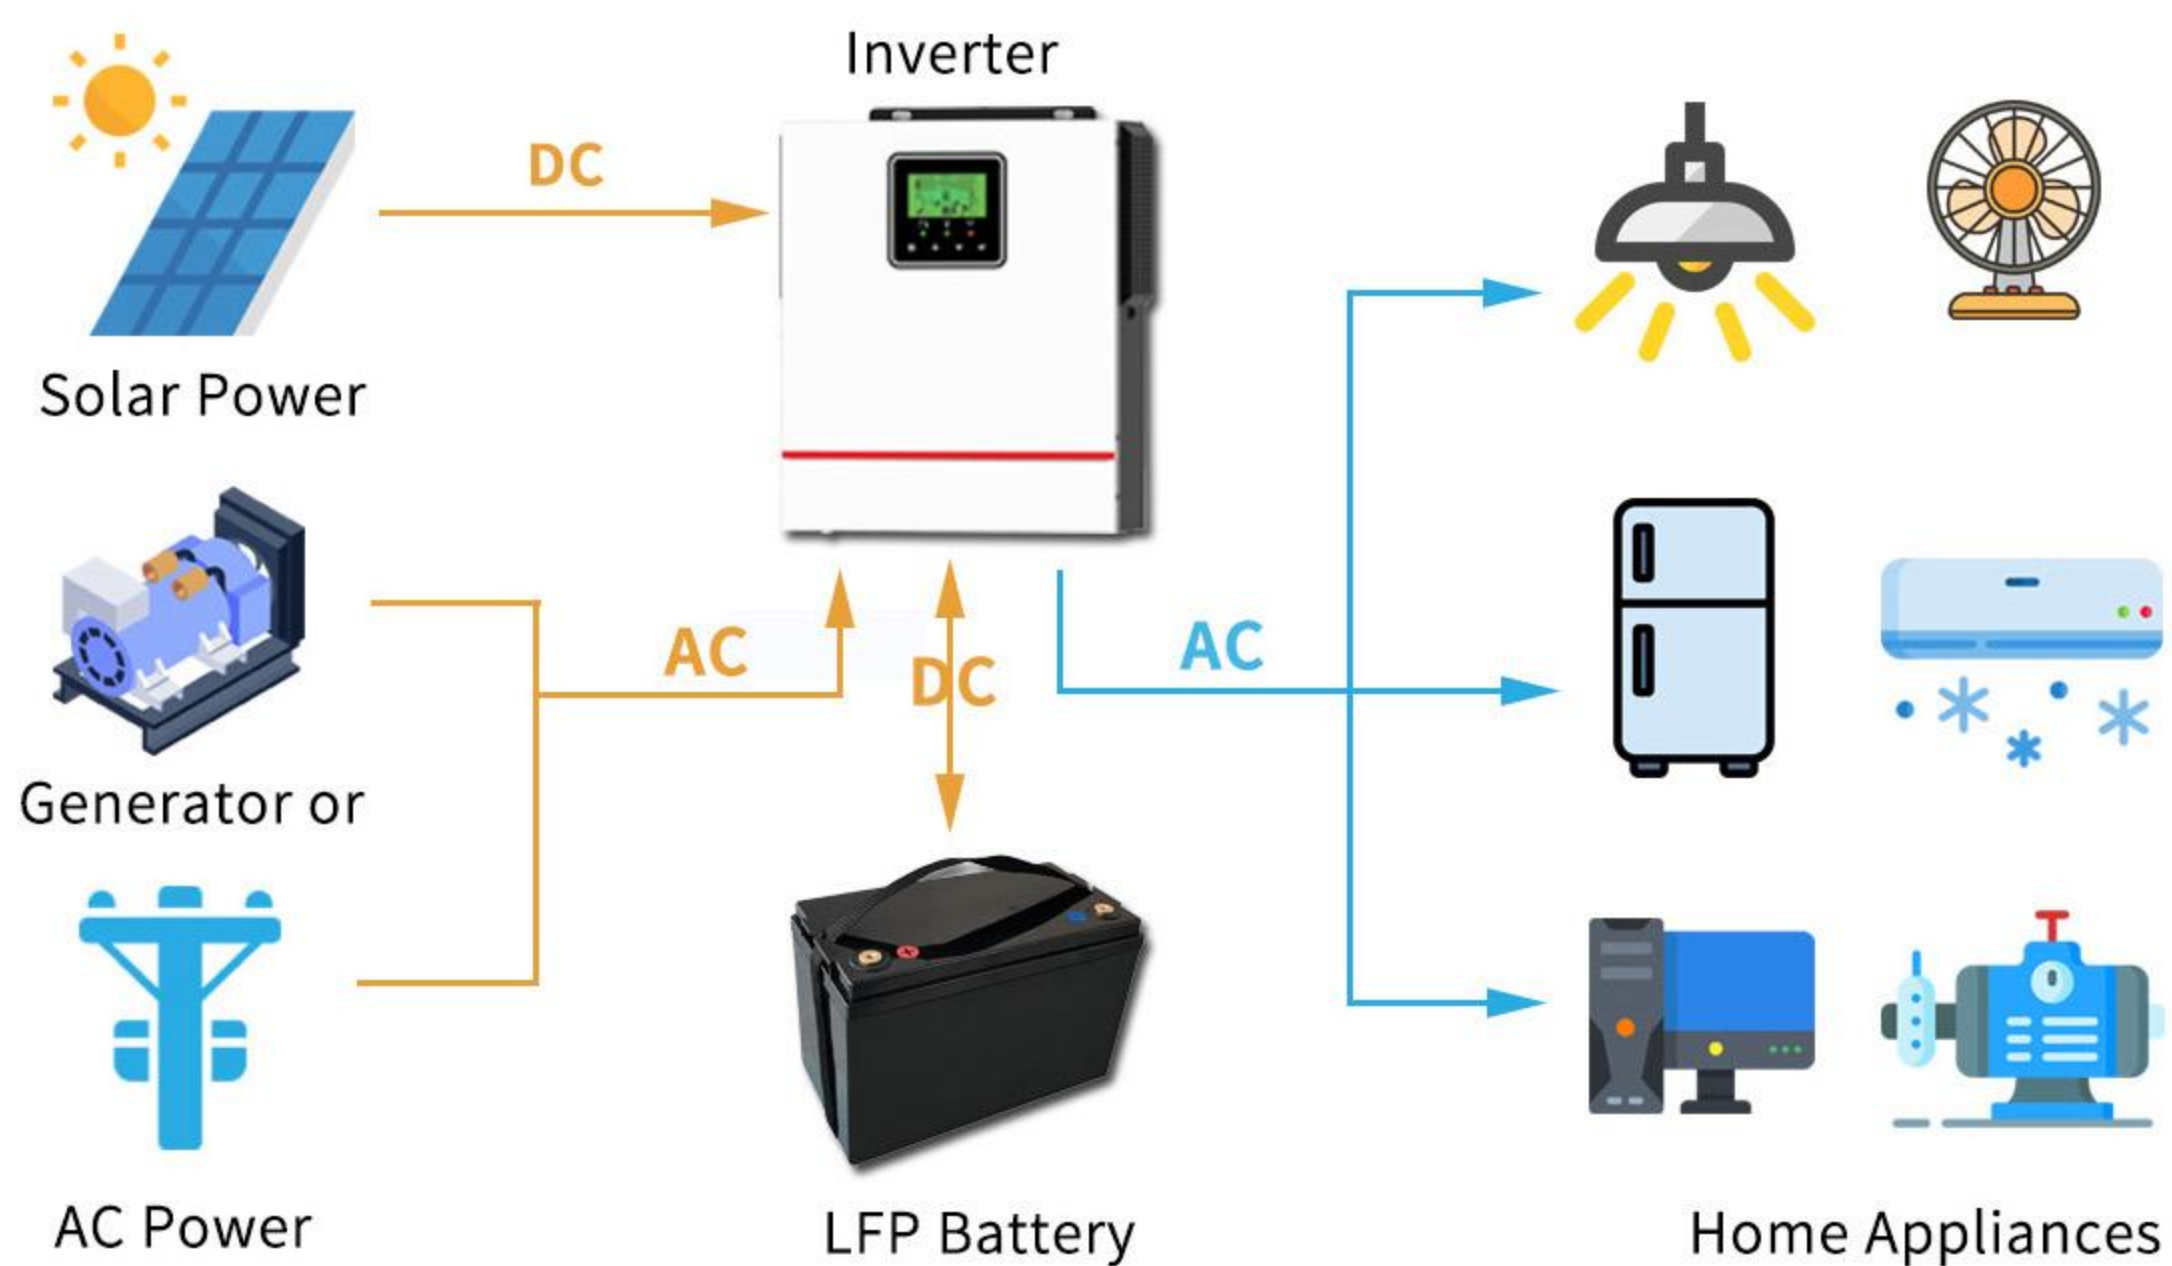 Inverter
DC
Solar Power
AC
DC
AC
Generator or
AC Power
LFP Battery
Home Appliances